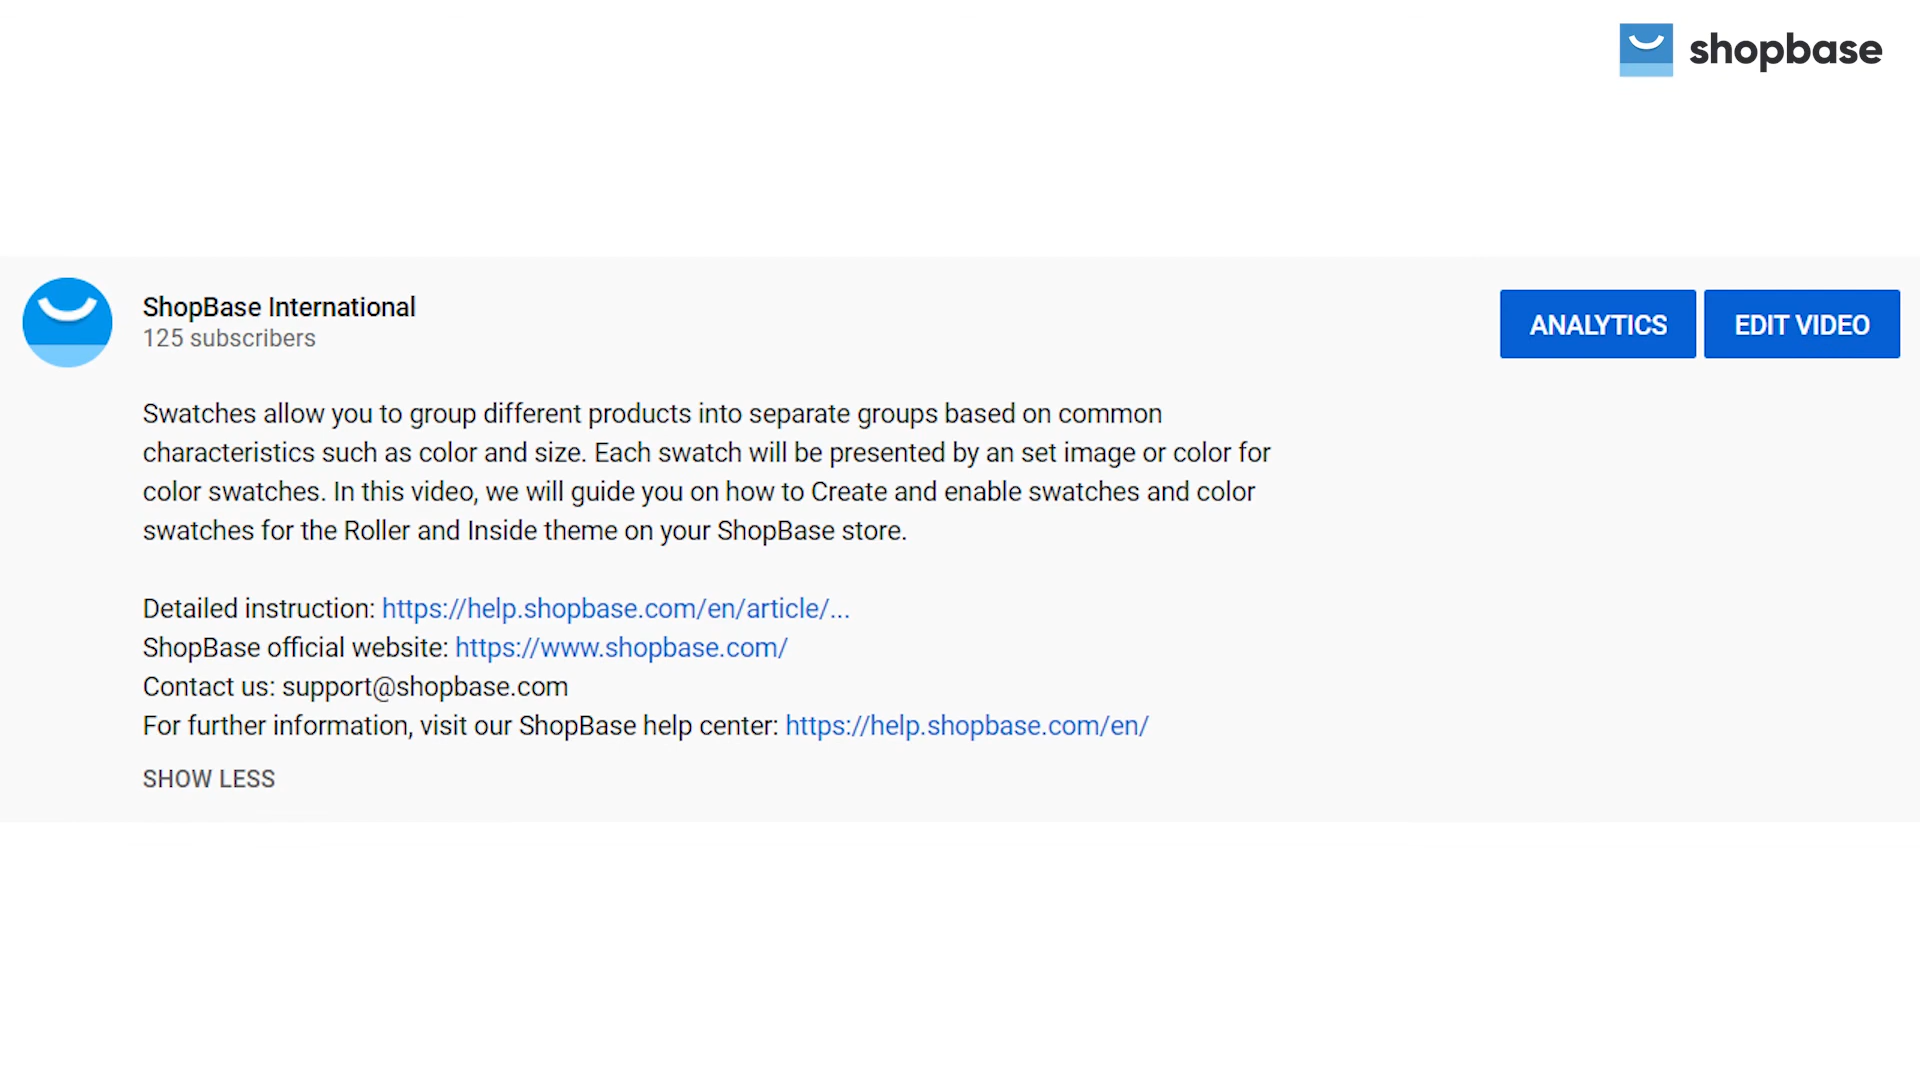 shopbase
ShopBase International
125 subscribers
ANALYTICS
EDIT VIDEO
Swatches allow you to group different products into separate groups based on common
characteristics such as color and size. Each swatch will be presented by an set image or color for
color swatches. In this video, we will guide you on how to Create and enable swatches and color
swatches for the Roller and Inside theme on your ShopBase store.
Detailed instruction: https://help.shopbase.com/en/article/...
ShopBase official website: https://www.shopbase.com/
Contact us: support@shopbase.com
For further information, visit our ShopBase help center: https://help.shopbase.com/en/
SHOW LESS